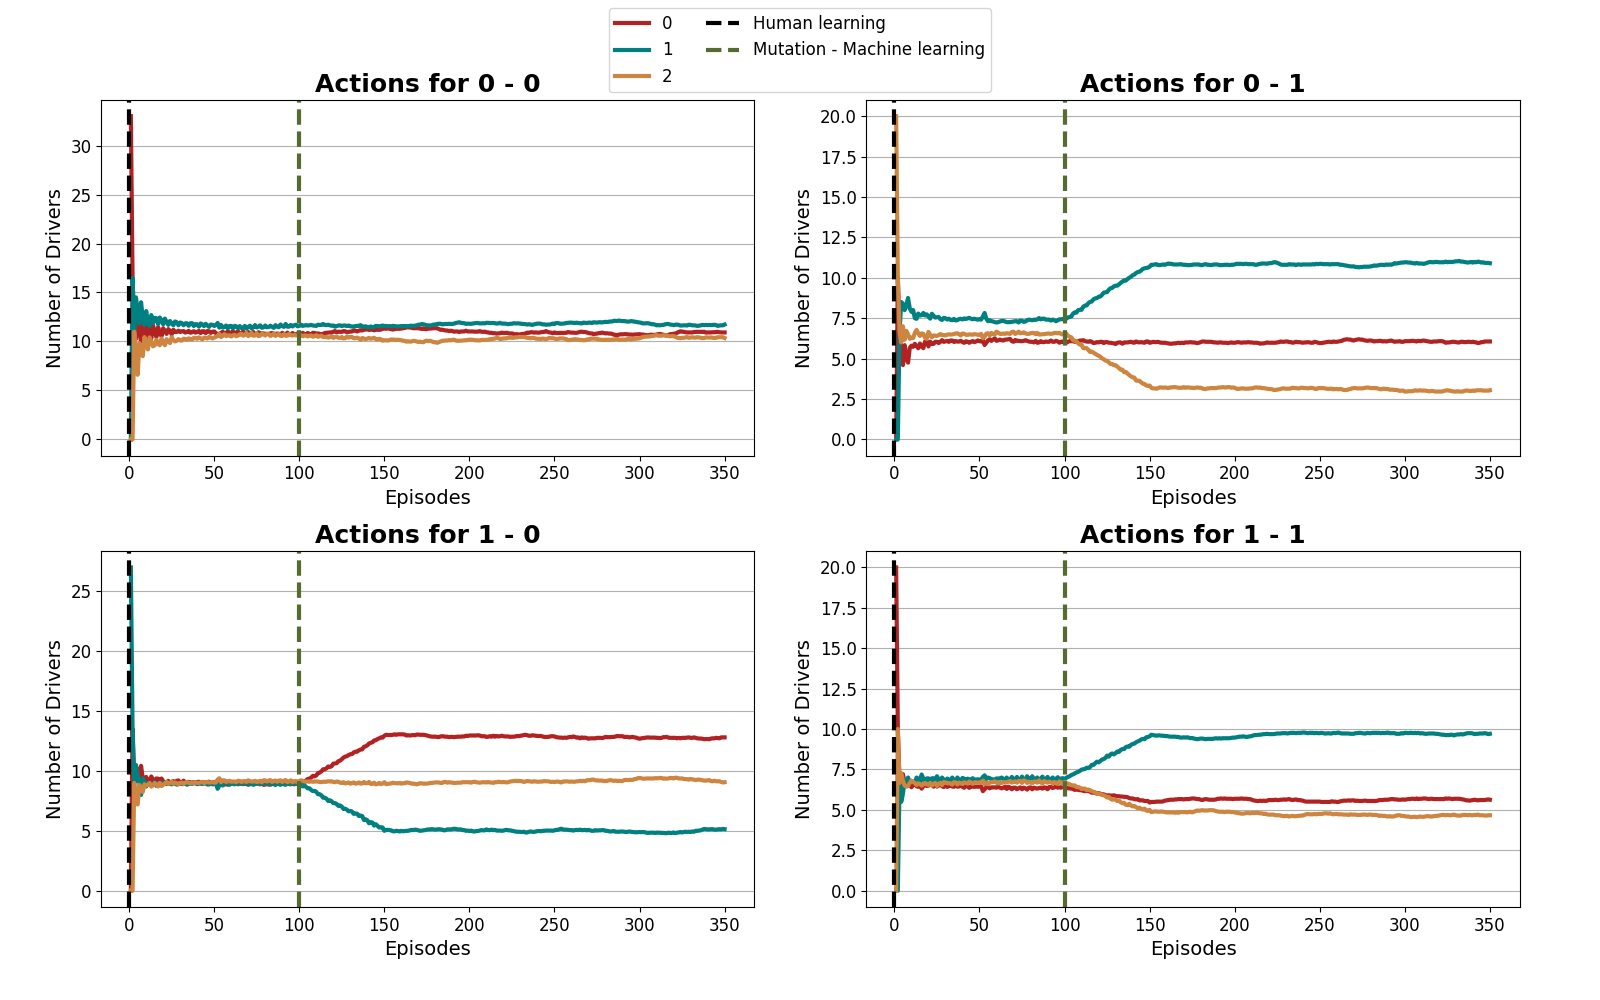 0
1
2
Human learning
Mutation - Machine learning
Actions for 0 - 0
Number of Drivers
30
25
20
15
10
5
0
0 50 100 150 200 250 300 350
Episodes
Actions for 0 - 1
Number of Drivers
20.0
17.5
15.0
12.5
10.0
7.5
5.0
2.5
0.0
0 50 100 150 200 250 300 350
Episodes
Actions for 1 - 0
Number of Drivers
25
20
15
10
5
0
0 50 100 150 200 250 300 350
Episodes
Actions for 1 - 1
Number of Drivers
20.0
17.5
15.0
12.5
10.0
7.5
5.0
2.5
0.0
0 50 100 150 200 250 300 350
Episodes